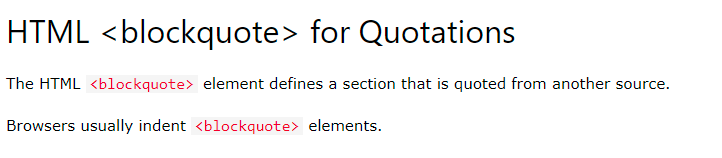 HTML <blockquote> for Quotations
The HTML <blockquote> element defines a section that is quoted from another source.
Browsers usually indent <blockquote> elements.